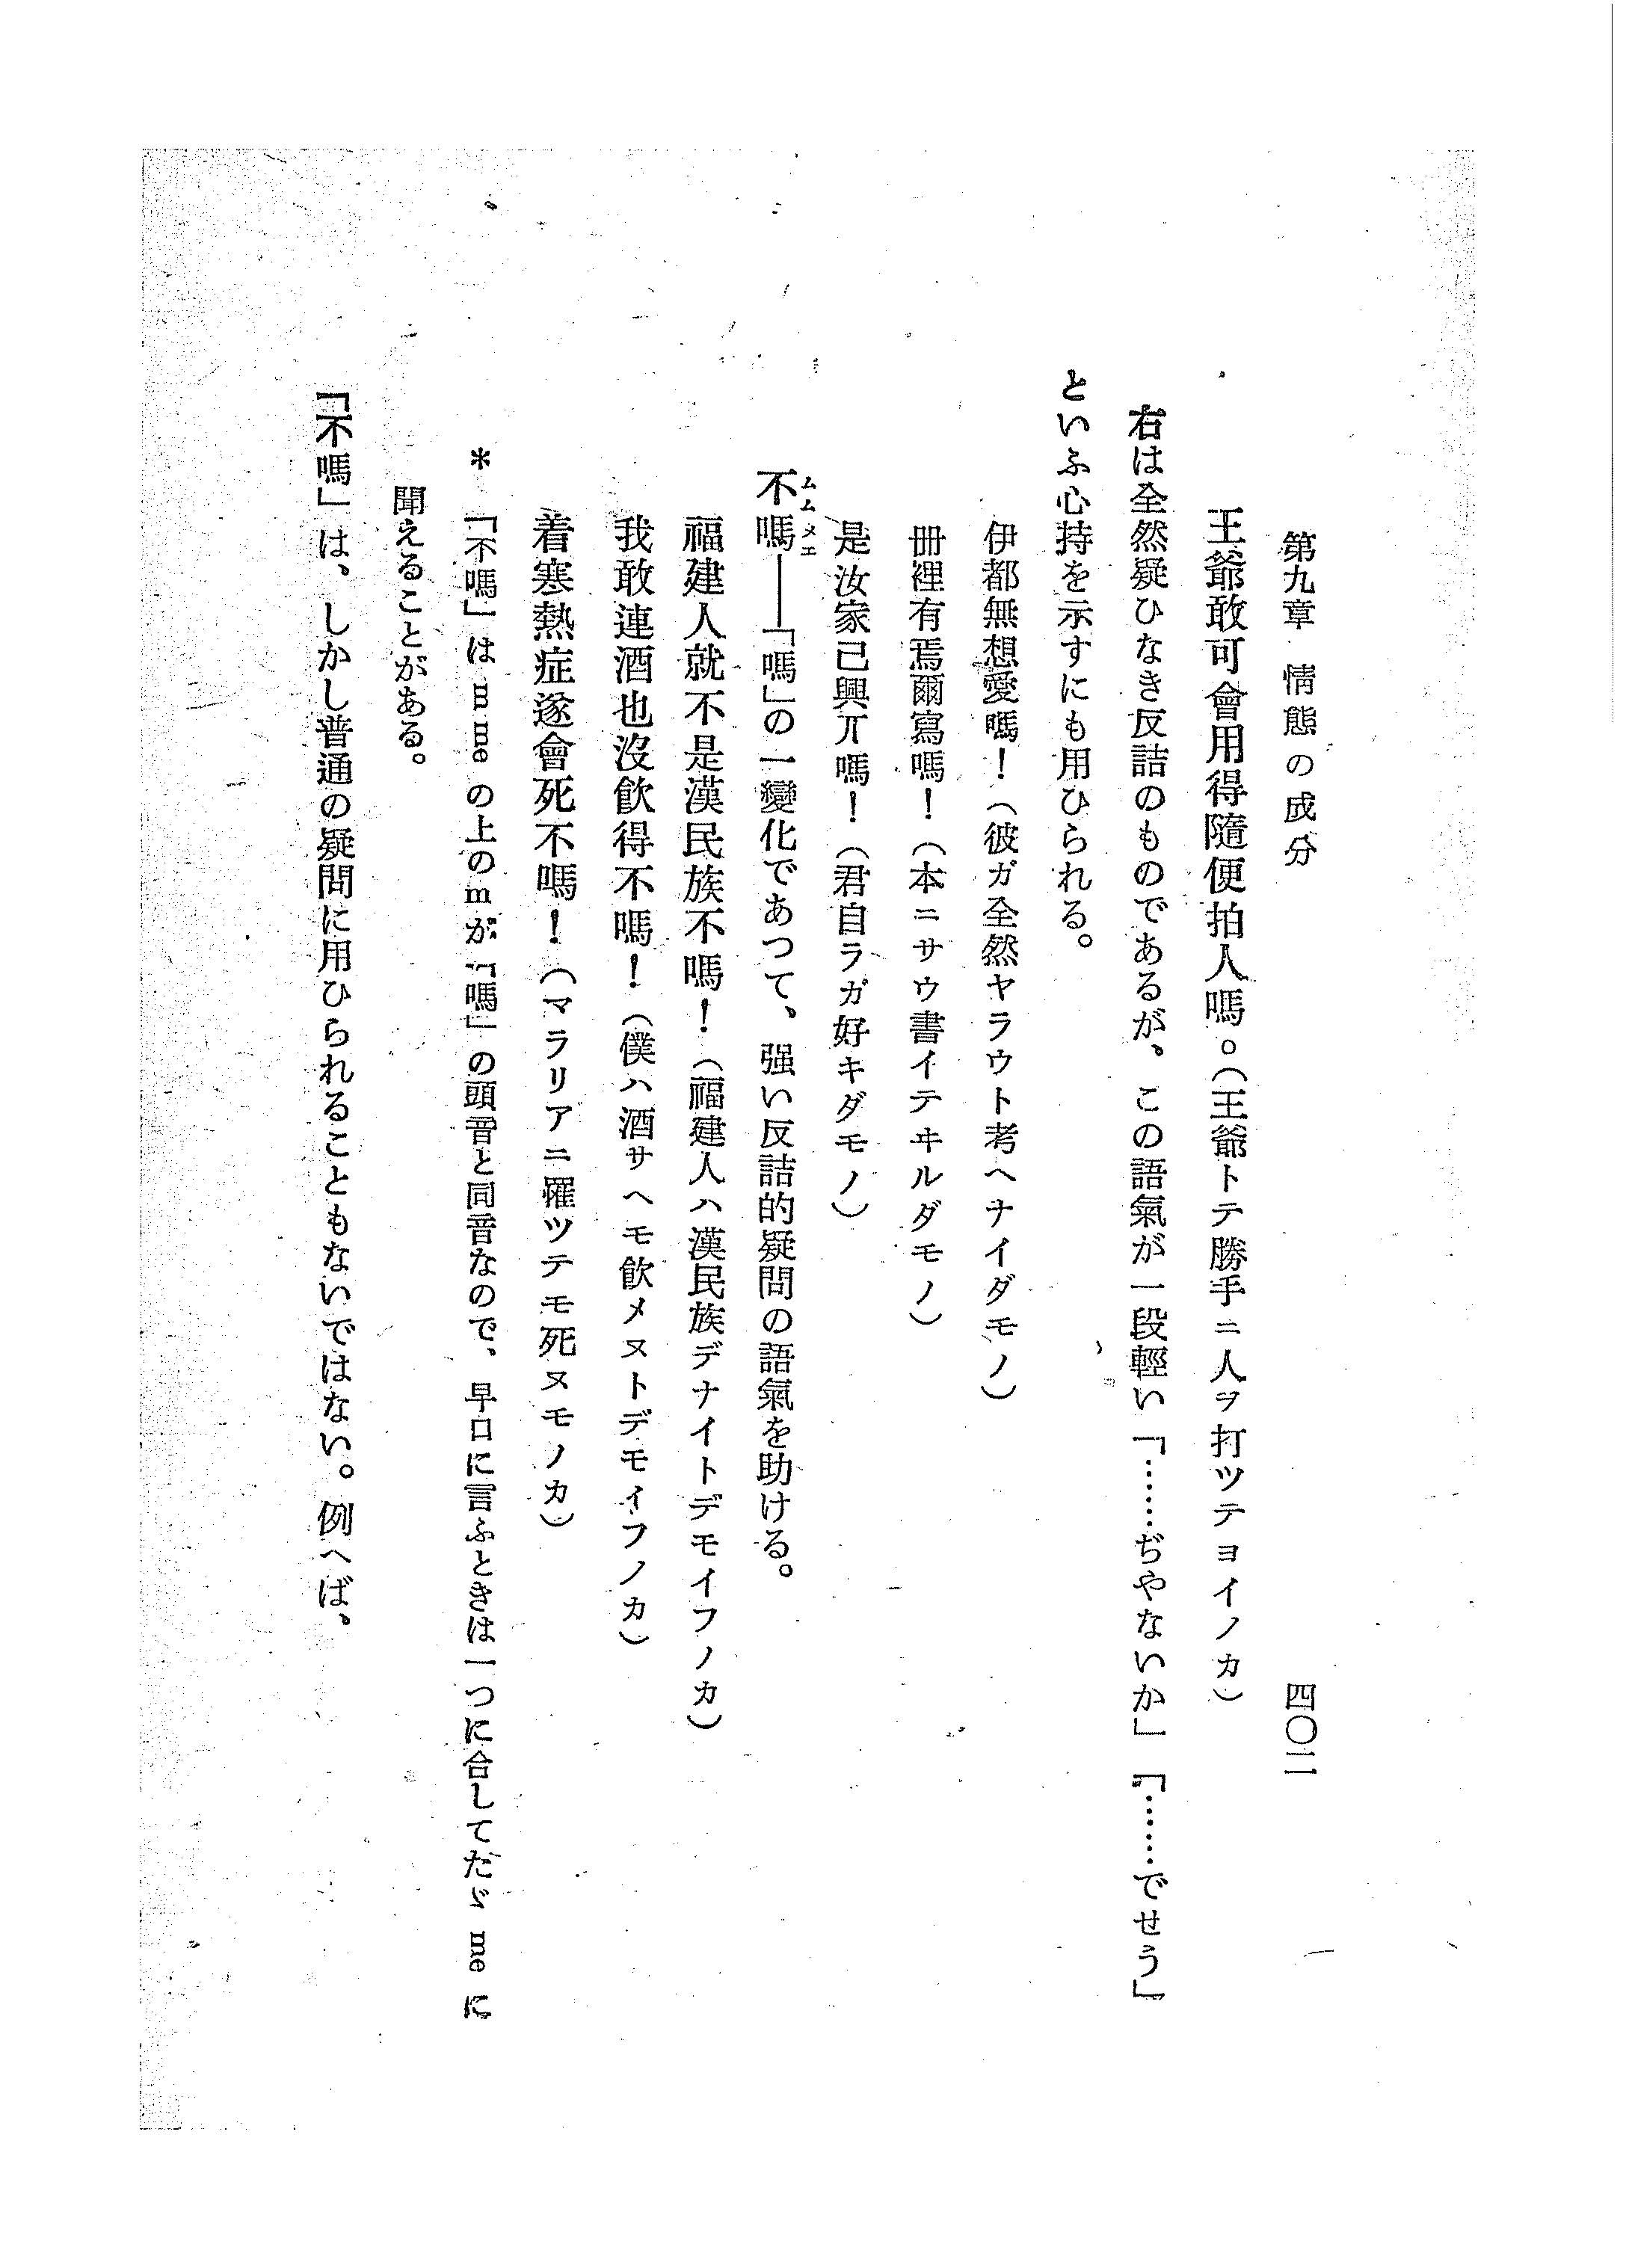 第九章 情態の成分 四〇二
王爺敢可會用得隨便拍人嗎。(王爺トテ勝手ニ人ヲ打ツテヨイノカ)
右は全然疑ひなき反詰のものであるが、この語氣が一段輕い「……ぢやないか」「……でせう」
といふ心持を示すにも用ひられる。
伊都無想愛嗎!(彼ガ全然ヤラウト考ヘナイダモノ)
冊裡有焉爾寫嗎!(本ニサウ書イテヰルダモノ)
是汝家己興丌嗎!(君自ラガ好キダモノ)
不嗎――「嗎」の一變化であつて、强い反詰的疑問の語氣を助ける。
ムムメエ
福建人就不是漢民族不嗎!(福建人ハ漢民族デナイトデモイフノカ)
我敢連酒也沒飮得不嗎!(僕ハ酒サヘモ飮メヌトデモイフノカ)
着寒熱症遂會死不嗎!(マラリアニ罹ツテモ死ヌモノカ)
*「不嗎」は m me の上のmが「嗎」の頭音と同音なので、早口に言ふときは一つに合してたゞ me に
聞えることがある。
「不嗎」は、しかし普通の疑問に用ひられることもないではない。例へば、